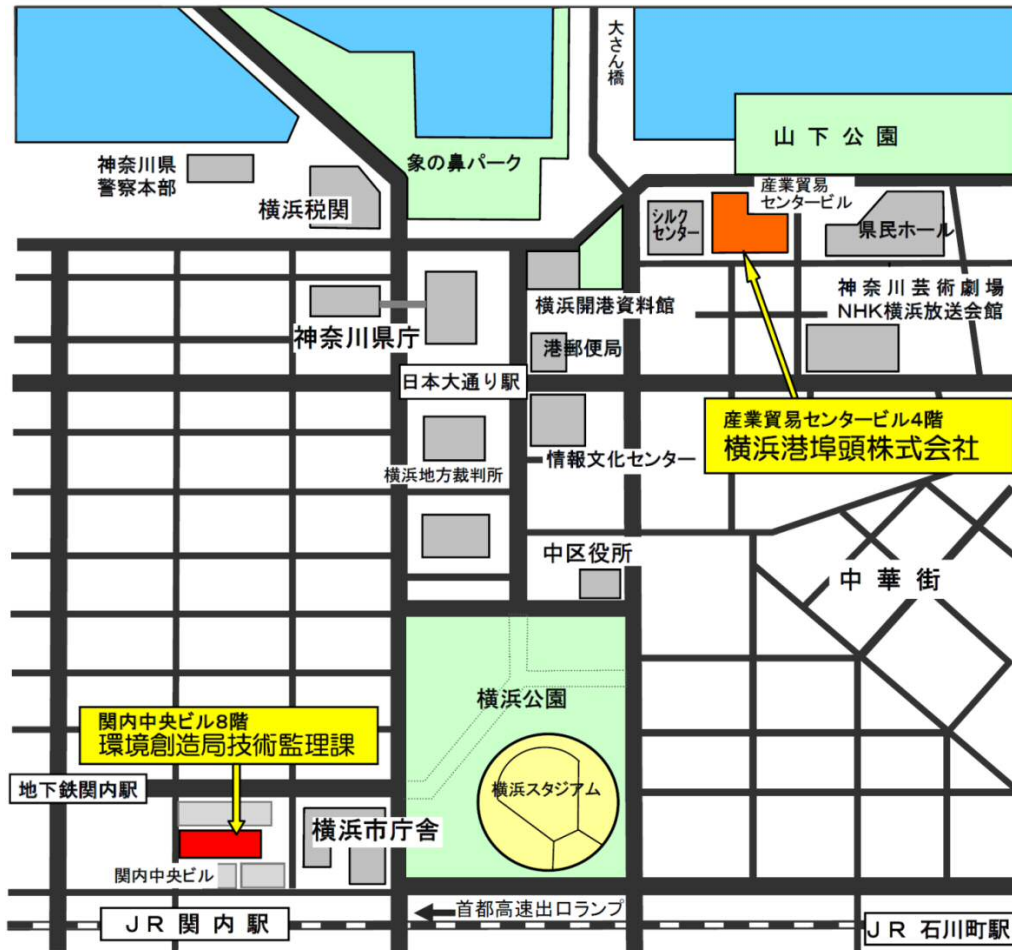 大さん橋
山下公園
神奈川県
警察本部
象の鼻パーク
横浜税関
産業貿易
センタービル
シルク
センター
県民ホール
横浜開港資料館
神奈川芸術劇場
NHK横浜放送会館
神奈川県庁
港郵便局
日本大通り駅
産業貿易センタービル4階
横浜港埠頭株式会社
情報文化センター
横浜地方裁判所
中区役所
中華街
横浜公園
関内中央ビル8階
環境創造局技術監理課
地下鉄関内駅
横浜スタジアム
横浜市庁舎
関内中央ビル
首都高速出口ランプ
JR関内駅
JR 石川町駅